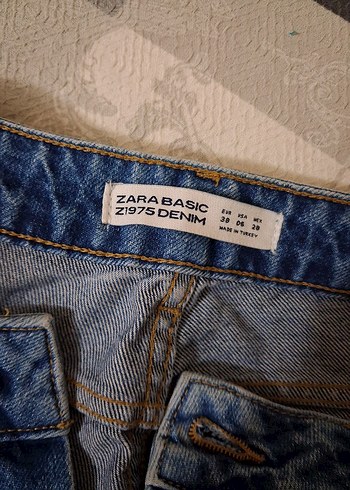 ZARA BASIC
Z1975 DENIM
EUR USA MEX
38 06 28
MADE IN TURKEY